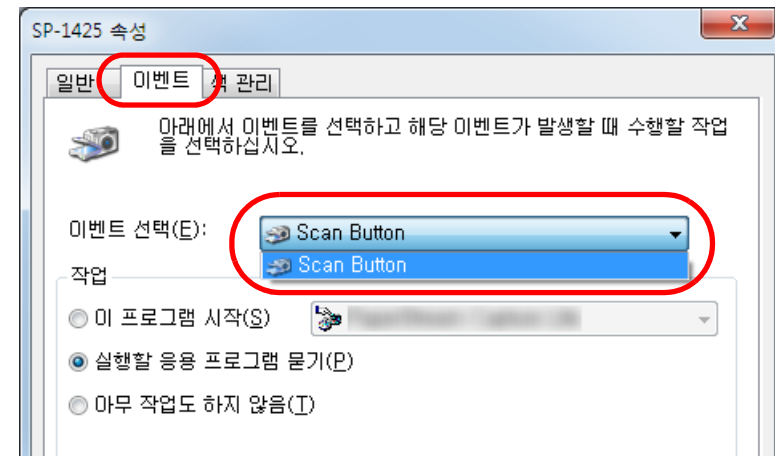 SP-1425 속성
일반 이벤트 색 관리
아래에서 이벤트를 선택하고 해당 이벤트가 발생할 때 수행할 작업
을 선택하십시오.
이벤트 선택(E): Scan Button
Scan Button
작업
이 프로그램 시작(S)
실행할 응용 프로그램 묻기(P)
아무 작업도 하지 않음(T)